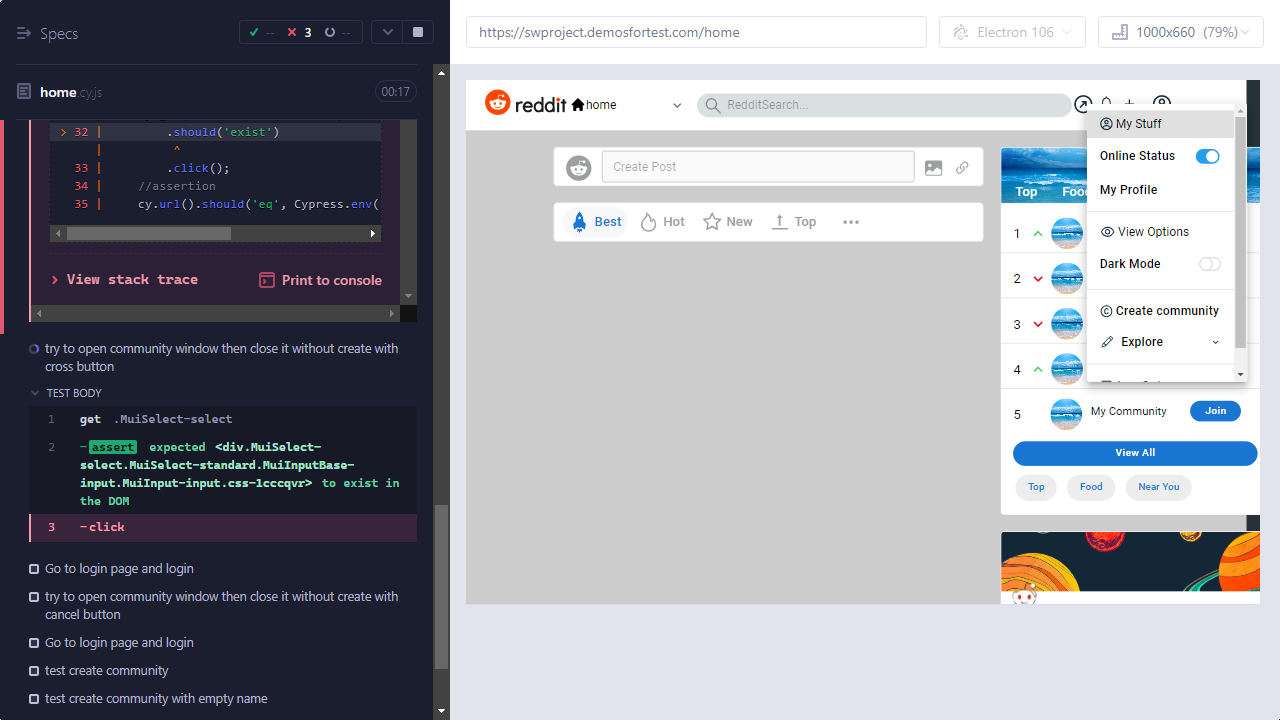 Specs
--
3
--
home.cy.js
00:17
> 32 | .should('exist')
| ^
33 | .click();
34 | //assertion
35 | cy.url().should('eq', Cypress.env(
View stack trace
Print to console
try to open community window then close it without create with
cross button
TEST BODY
1 get .MuiSelect-select
2 -assert expected <div.MuiSelect-
select.MuiSelect-standard.MuiInputBase-
input.MuiInput-input.css-1cccqvr> to exist in
the DOM
3 -click
Go to login page and login
try to open community window then close it without create with
cancel button
Go to login page and login
test create community
test create community with empty name
https://swproject.demosfortest.com/home
Electron 106
1000x660 (79%)
reddit
home
RedditSearch...
Create Post
Best
Hot
New
Top
Top
Food
1
2
3
4
5
My Community
Join
View All
Top
Food
Near You
My Stuff
Online Status
My Profile
View Options
Dark Mode
Create community
Explore